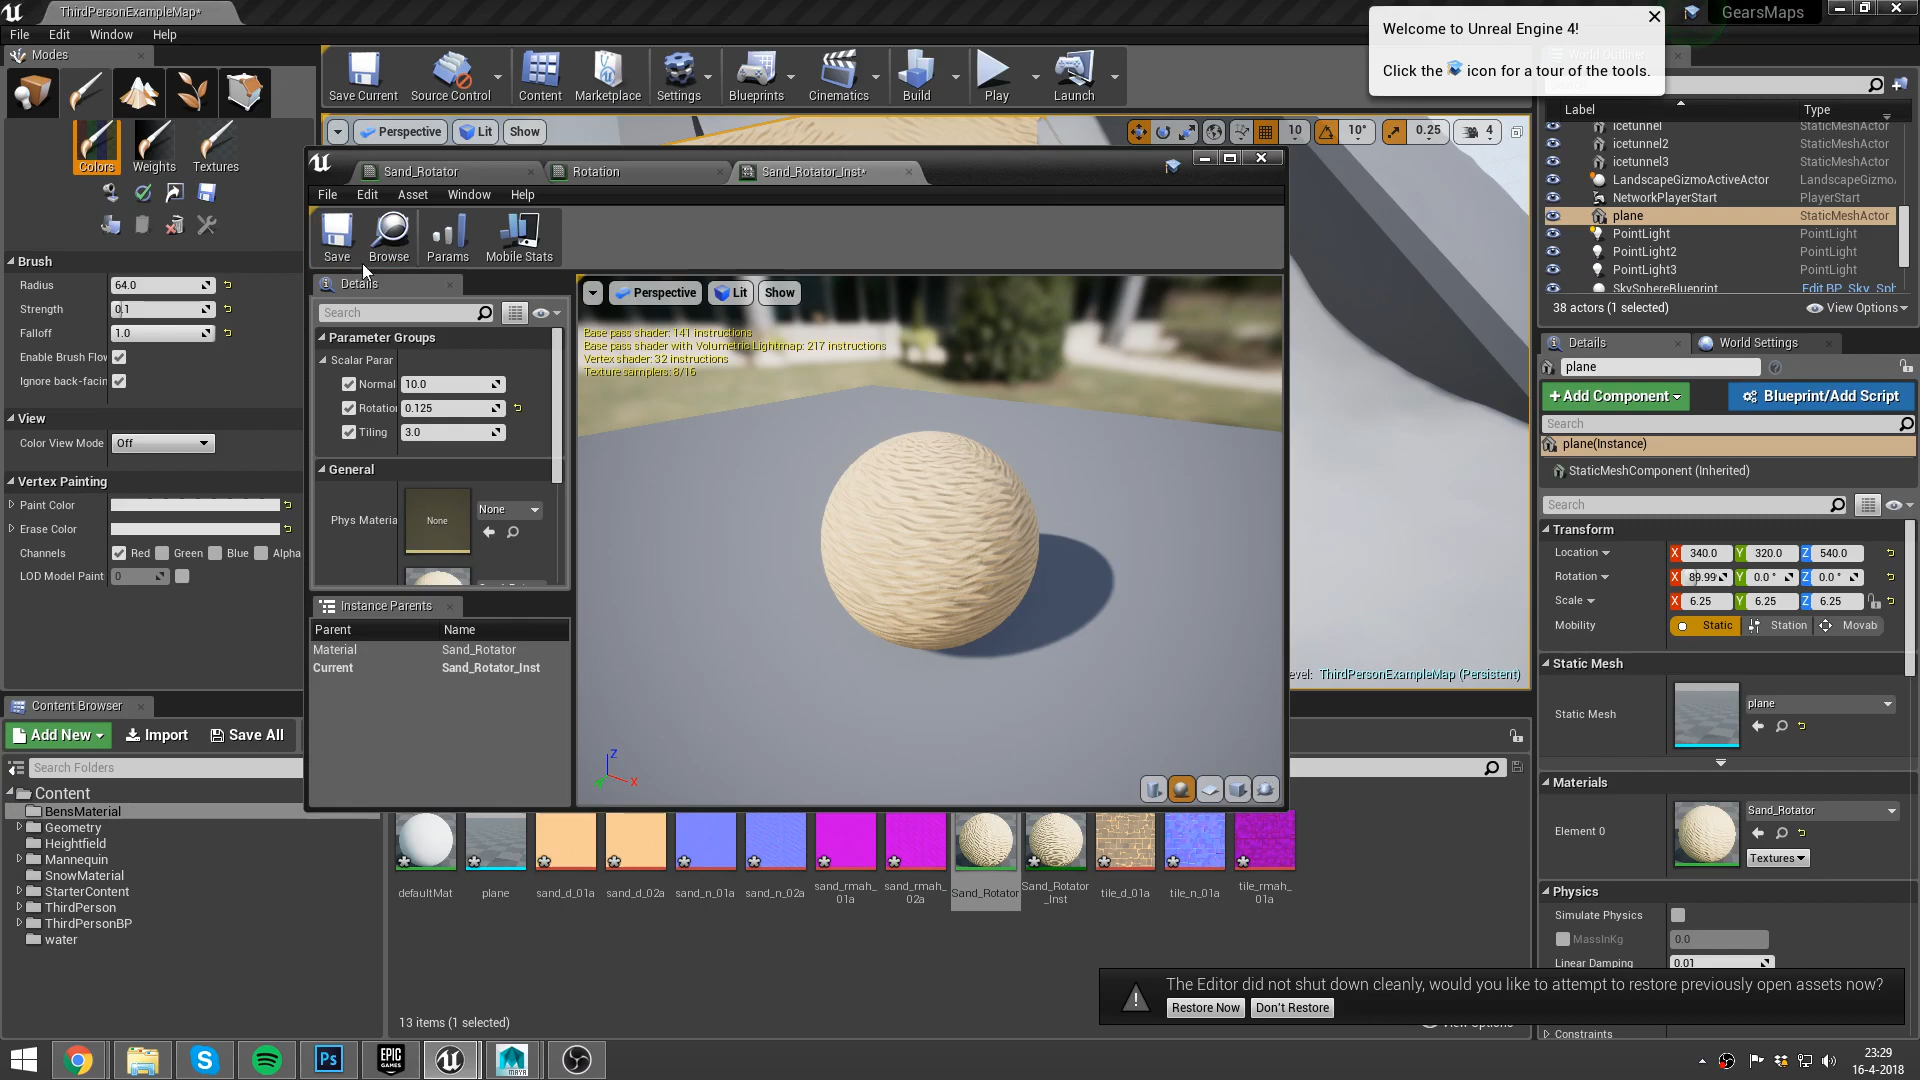 ThirdPersonExampleMap*
GearsMaps
File Edit Window Help
Welcome to Unreal Engine 4!
Click the icon for a tour of the tools.
Modes
Save Current
Source Control
Content
Marketplace
Settings
Blueprints
Cinematics
Build
Play
Launch
Perspective
Lit
Show
10
10°
0.25
4
Colors
Weights
Textures
Brush
Radius 64.0
Strength 0.1
Falloff 1.0
Enable Brush Flow
Ignore back-facin
View
Color View Mode Off
Vertex Painting
Paint Color
Erase Color
Channels Red Green Blue Alpha
LOD Model Paint 0
Sand_Rotator
Rotation
Sand_Rotator_Inst*
File Edit Asset Window Help
Save
Browse
Params
Mobile Stats
Details
Search
Parameter Groups
Scalar Parar
Normal 10.0
Rotatio 0.125
Tiling 3.0
General
Phys Materia
None
None
Instance Parents
Parent Name
Material Sand_Rotator
Current Sand_Rotator_Inst
Perspective
Lit
Show
Base pass shader: 141 instructions
Base pass shader with Volumetric Lightmap: 217 instructions
Vertex shader: 32 instructions
Texture samplers: 8/16
Z
X
evel: ThirdPersonExampleMap (Persistent)
World Outliner
Label Type
icetunnel StaticMeshActor
icetunnel2 StaticMeshActor
icetunnel3 StaticMeshActor
LandscapeGizmoActiveActor LandscapeGizmo
NetworkPlayerStart PlayerStart
plane StaticMeshActor
PointLight PointLight
PointLight2 PointLight
PointLight3 PointLight
SkySphereBlueprint Edit BP_Sky_Sph
38 actors (1 selected)
View Options
Details
World Settings
plane
+Add Component
Blueprint/Add Script
Search
plane(Instance)
StaticMeshComponent (Inherited)
Search
Transform
Location X 340.0 Y 320.0 Z 540.0
Rotation X 89.99 Y 0.0 ° Z 0.0 °
Scale X 6.25 Y 6.25 Z 6.25
Mobility Static Station Movab
Static Mesh
Static Mesh
plane
Materials
Element 0
Sand_Rotator
Textures
Physics
Simulate Physics
MassInKg 0.0
Linear Damping 0.01
Constraints
Content Browser
Add New
Import
Save All
Search Folders
Content
BensMaterial
Geometry
Heightfield
Mannequin
SnowMaterial
StarterContent
ThirdPerson
ThirdPersonBP
water
defaultMat
plane
sand_d_01a
sand_d_02a
sand_n_01a
sand_n_02a
sand_rmah_01a
sand_rmah_02a
Sand_Rotator
Sand_Rotator_Inst
tile_d_01a
tile_n_01a
tile_rmah_01a
13 items (1 selected)
View Options
The Editor did not shut down cleanly, would you like to attempt to restore previously open assets now?
Restore Now
Don't Restore
Ps
EPIC GAMES
MAYA
23:29
16-4-2018